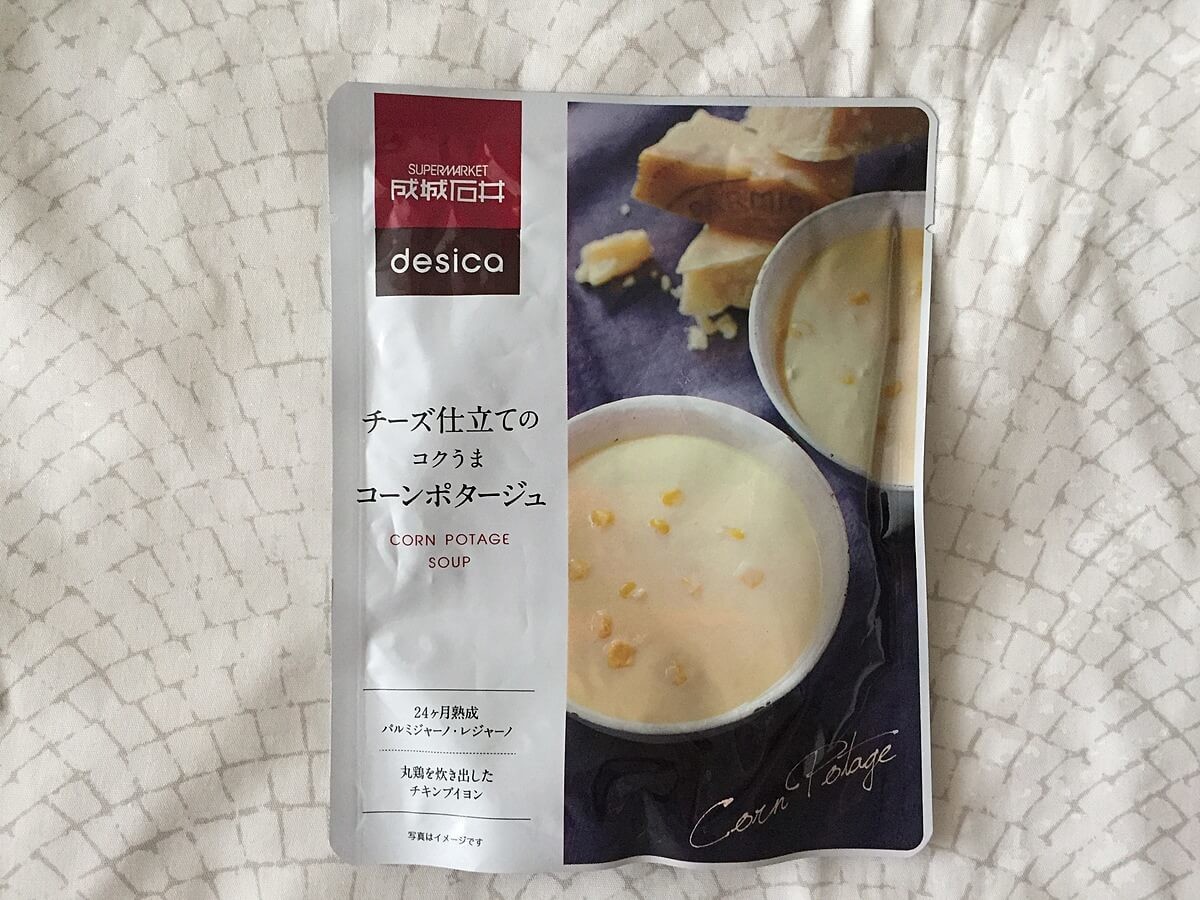 SUPERMARKET
成城石井
desica
チーズ仕立ての
コクうま
コーンポタージュ
CORN POTAGE
SOUP
24ヶ月熟成
パルミジャーノ・レジャーノ
丸鶏を炊き出した
チキンブイヨン
写真はイメージです
Corn Potage